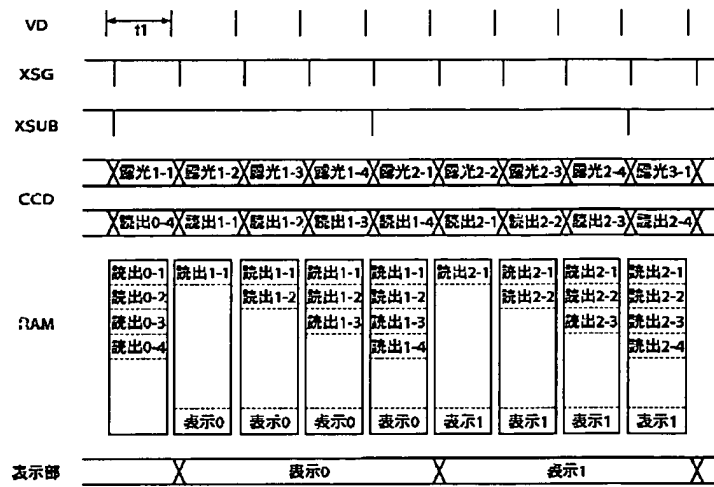 VD
t1
XSG
XSUB
CCD
露光1-1 露光1-2 露光1-3 露光1-4 露光2-1 露光2-2 露光2-3 露光2-4 露光3-1
読出0-4 読出1-1 読出1-2 読出1-3 読出1-4 読出2-1 読出2-2 読出2-3 読出2-4
RAM
読出0-1 読出1-1 読出1-1 読出1-1 読出1-1 読出2-1 読出2-1 読出2-1 読出2-1
読出0-2 読出1-2 読出1-2 読出1-2 読出2-2 読出2-2 読出2-2
読出0-3 読出1-3 読出1-3 読出2-3 読出2-3
読出0-4 読出1-4 読出2-4
表示0 表示0 表示0 表示0 表示1 表示1 表示1 表示1
表示部 表示0 表示1